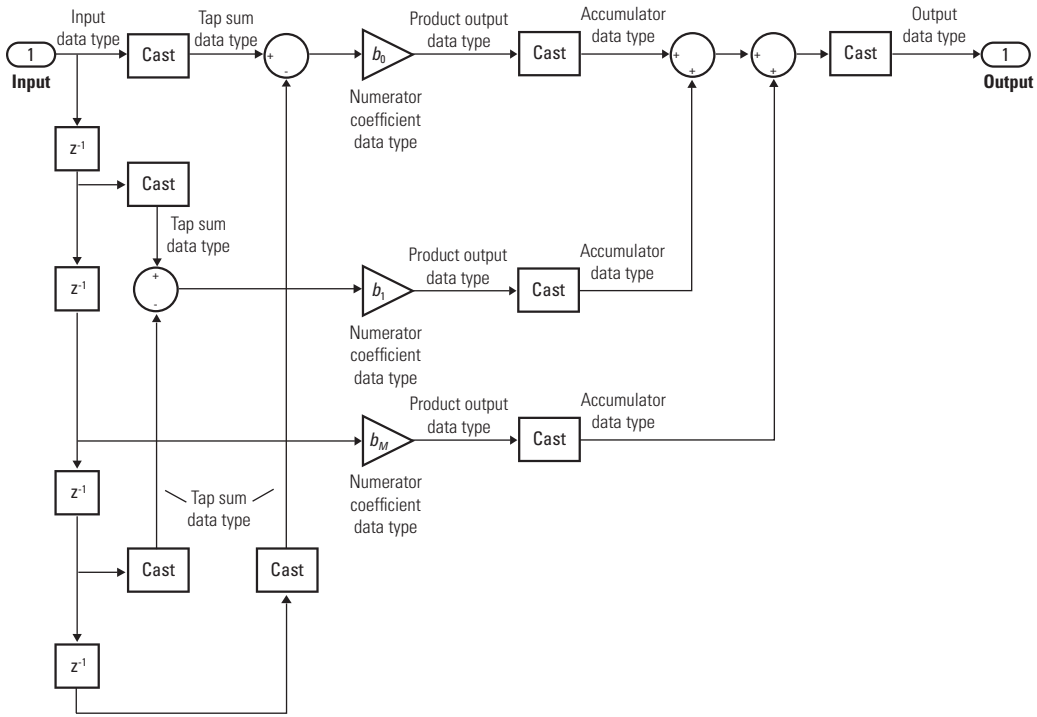 Input
data type
Tap sum
data type
Product output
data type
Accumulator
data type
Output
data type
1
Input
Cast
+
-
b0
Cast
+
+
+
+
Cast
1
Output
Numerator
coefficient
data type
z-1
Cast
Tap sum
data type
Product output
data type
Accumulator
data type
z-1
+
-
b1
Cast
Numerator
coefficient
data type
Product output
data type
Accumulator
data type
bM
Cast
z-1
Numerator
coefficient
data type
Tap sum
data type
Cast
Cast
z-1